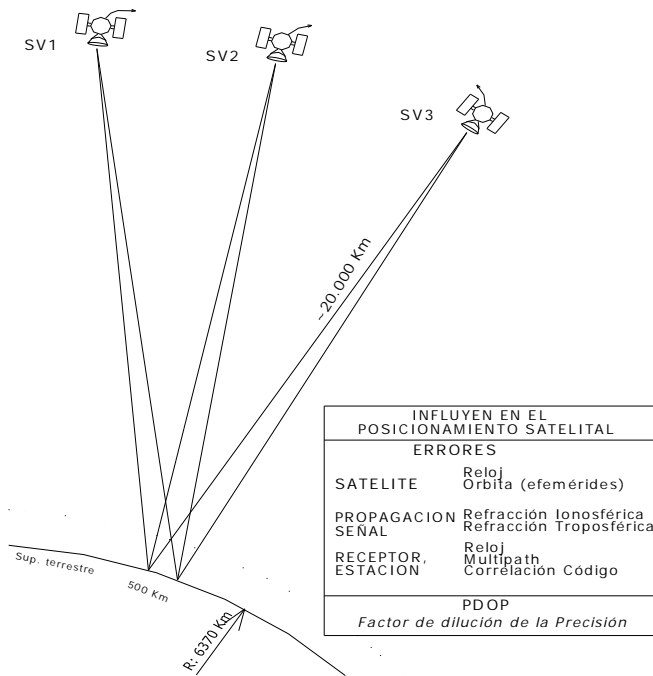 SV1
SV2
SV3
~20.000 Km
INFLUYEN EN EL
POSICIONAMIENTO SATELITAL
ERRORES
SATELITE
Reloj
Orbita (efemérides)
PROPAGACION
SEÑAL
Refracción Ionosférica
Refracción Troposférica
RECEPTOR,
ESTACION
Reloj
Multipath
Correlación Código
PDOP
Factor de dilución de la Precisión
Sup. terrestre
500 Km
R: 6370 Km